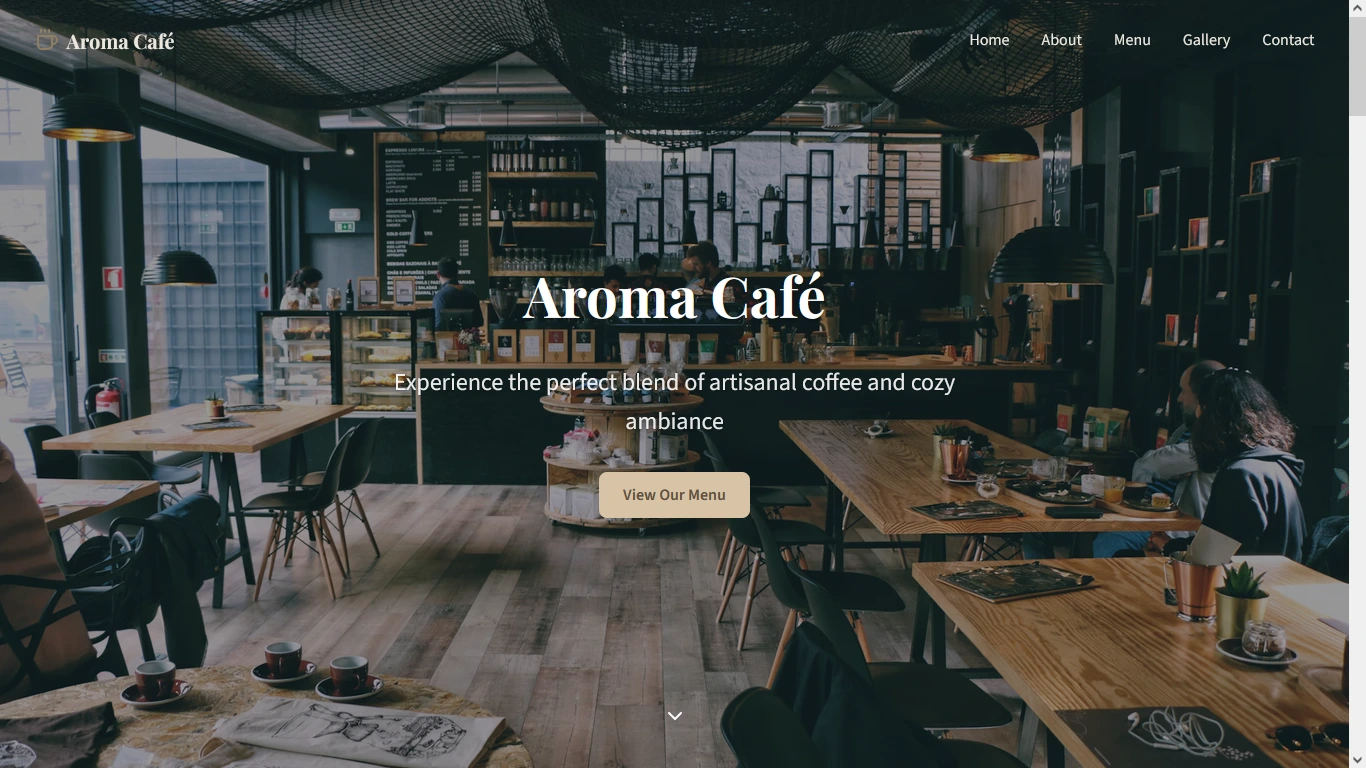 Aroma Café
Home
About
Menu
Gallery
Contact
Aroma Café
Experience the perfect blend of artisanal coffee and cozy
ambiance
View Our Menu